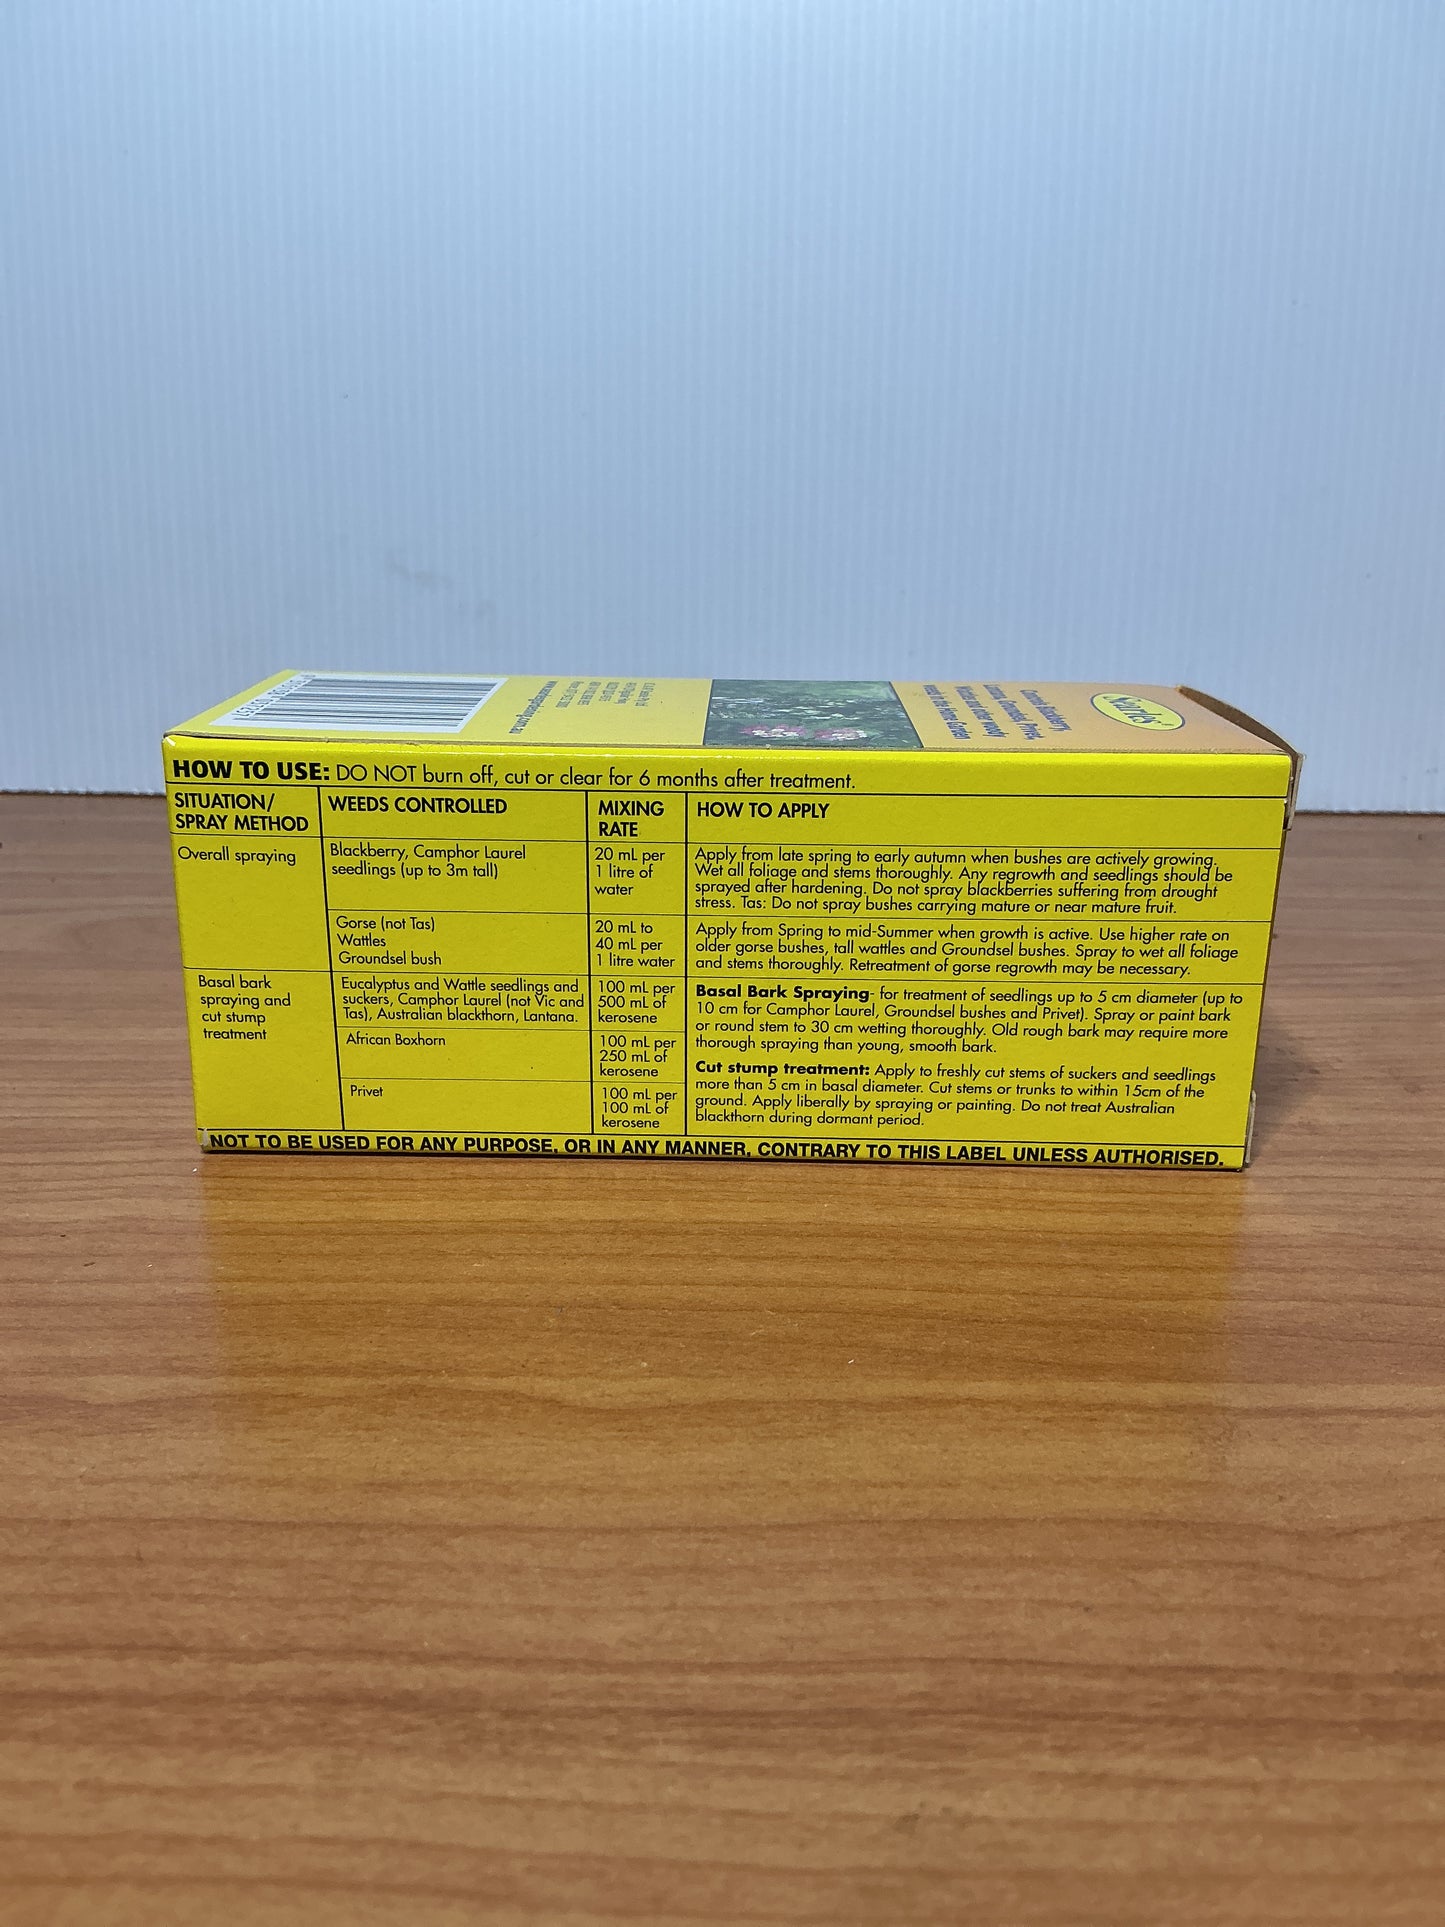 Sunts
Controls Blackberry,
Lantana, Groundsel, Privet,
Wattles and other Woody
weeds in the Home Garden
HOW TO USE: DO NOT burn off, cut or clear for 6 months after treatment.
SITUATION/
SPRAY METHOD
WEEDS CONTROLLED
MIXING
RATE
HOW TO APPLY
Overall spraying
Blackberry, Camphor Laurel
seedlings (up to 3m tall)
20 mL per
1 litre of
water
Apply from late spring to early autumn when bushes are actively growing.
Wet all foliage and stems thoroughly. Any regrowth and seedlings should be
sprayed after hardening. Do not spray blackberries suffering from drought
stress. Tas: Do not spray bushes carrying mature or near mature fruit.
Gorse (not Tas)
Wattles
Groundsel bush
20 mL to
40 mL per
1 litre water
Apply from Spring to mid-Summer when growth is active. Use higher rate on
older gorse bushes, tall wattles and Groundsel bushes. Spray to wet all foliage
and stems thoroughly. Retreatment of gorse regrowth may be necessary.
Basal bark
spraying and
cut stump
treatment
Eucalyptus and Wattle seedlings and
suckers, Camphor Laurel (not Vic and
Tas), Australian blackthorn, Lantana.
100 mL per
500 mL of
kerosene
African Boxhorn
100 mL per
250 mL of
kerosene
Privet
100 mL per
100 mL of
kerosene
Basal Bark Spraying- for treatment of seedlings up to 5 cm diameter (up to
10 cm for Camphor Laurel, Groundsel bushes and Privet). Spray or paint bark
or round stem to 30 cm wetting thoroughly. Old rough bark may require more
thorough spraying than young, smooth bark.
Cut stump treatment: Apply to freshly cut stems of suckers and seedlings
more than 5 cm in basal diameter. Cut stems or trunks to within 15cm of the
ground. Apply liberally by spraying or painting. Do not treat Australian
blackthorn during dormant period.
NOT TO BE USED FOR ANY PURPOSE, OR IN ANY MANNER, CONTRARY TO THIS LABEL UNLESS AUTHORISED.